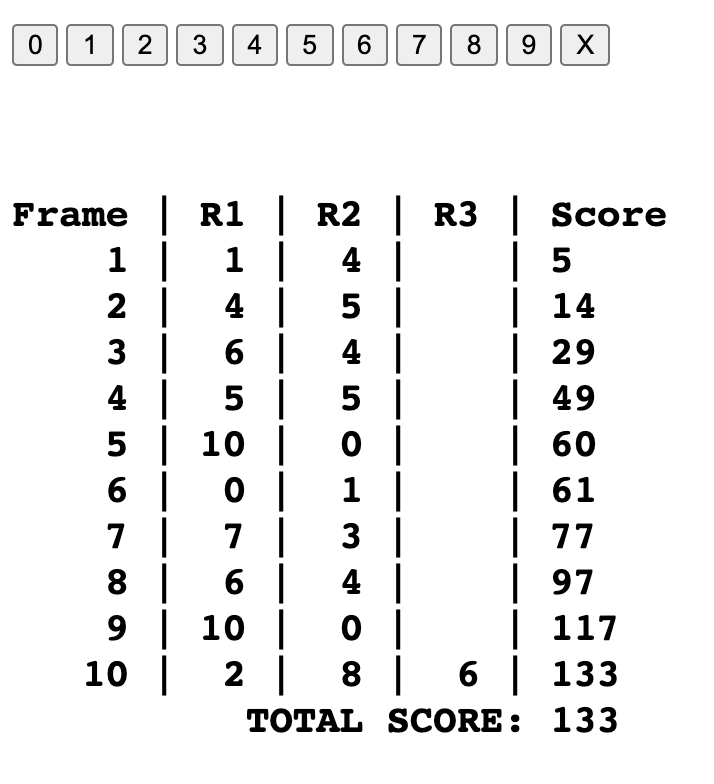 0 1 2 3 4 5 6 7 8 9 X
Frame | R1 | R2 | R3 | Score
1 | 1 | 4 | | 5
2 | 4 | 5 | | 14
3 | 6 | 4 | | 29
4 | 5 | 5 | | 49
5 | 10 | 0 | | 60
6 | 0 | 1 | | 61
7 | 7 | 3 | | 77
8 | 6 | 4 | | 97
9 | 10 | 0 | | 117
10 | 2 | 8 | 6 | 133
TOTAL SCORE: 133